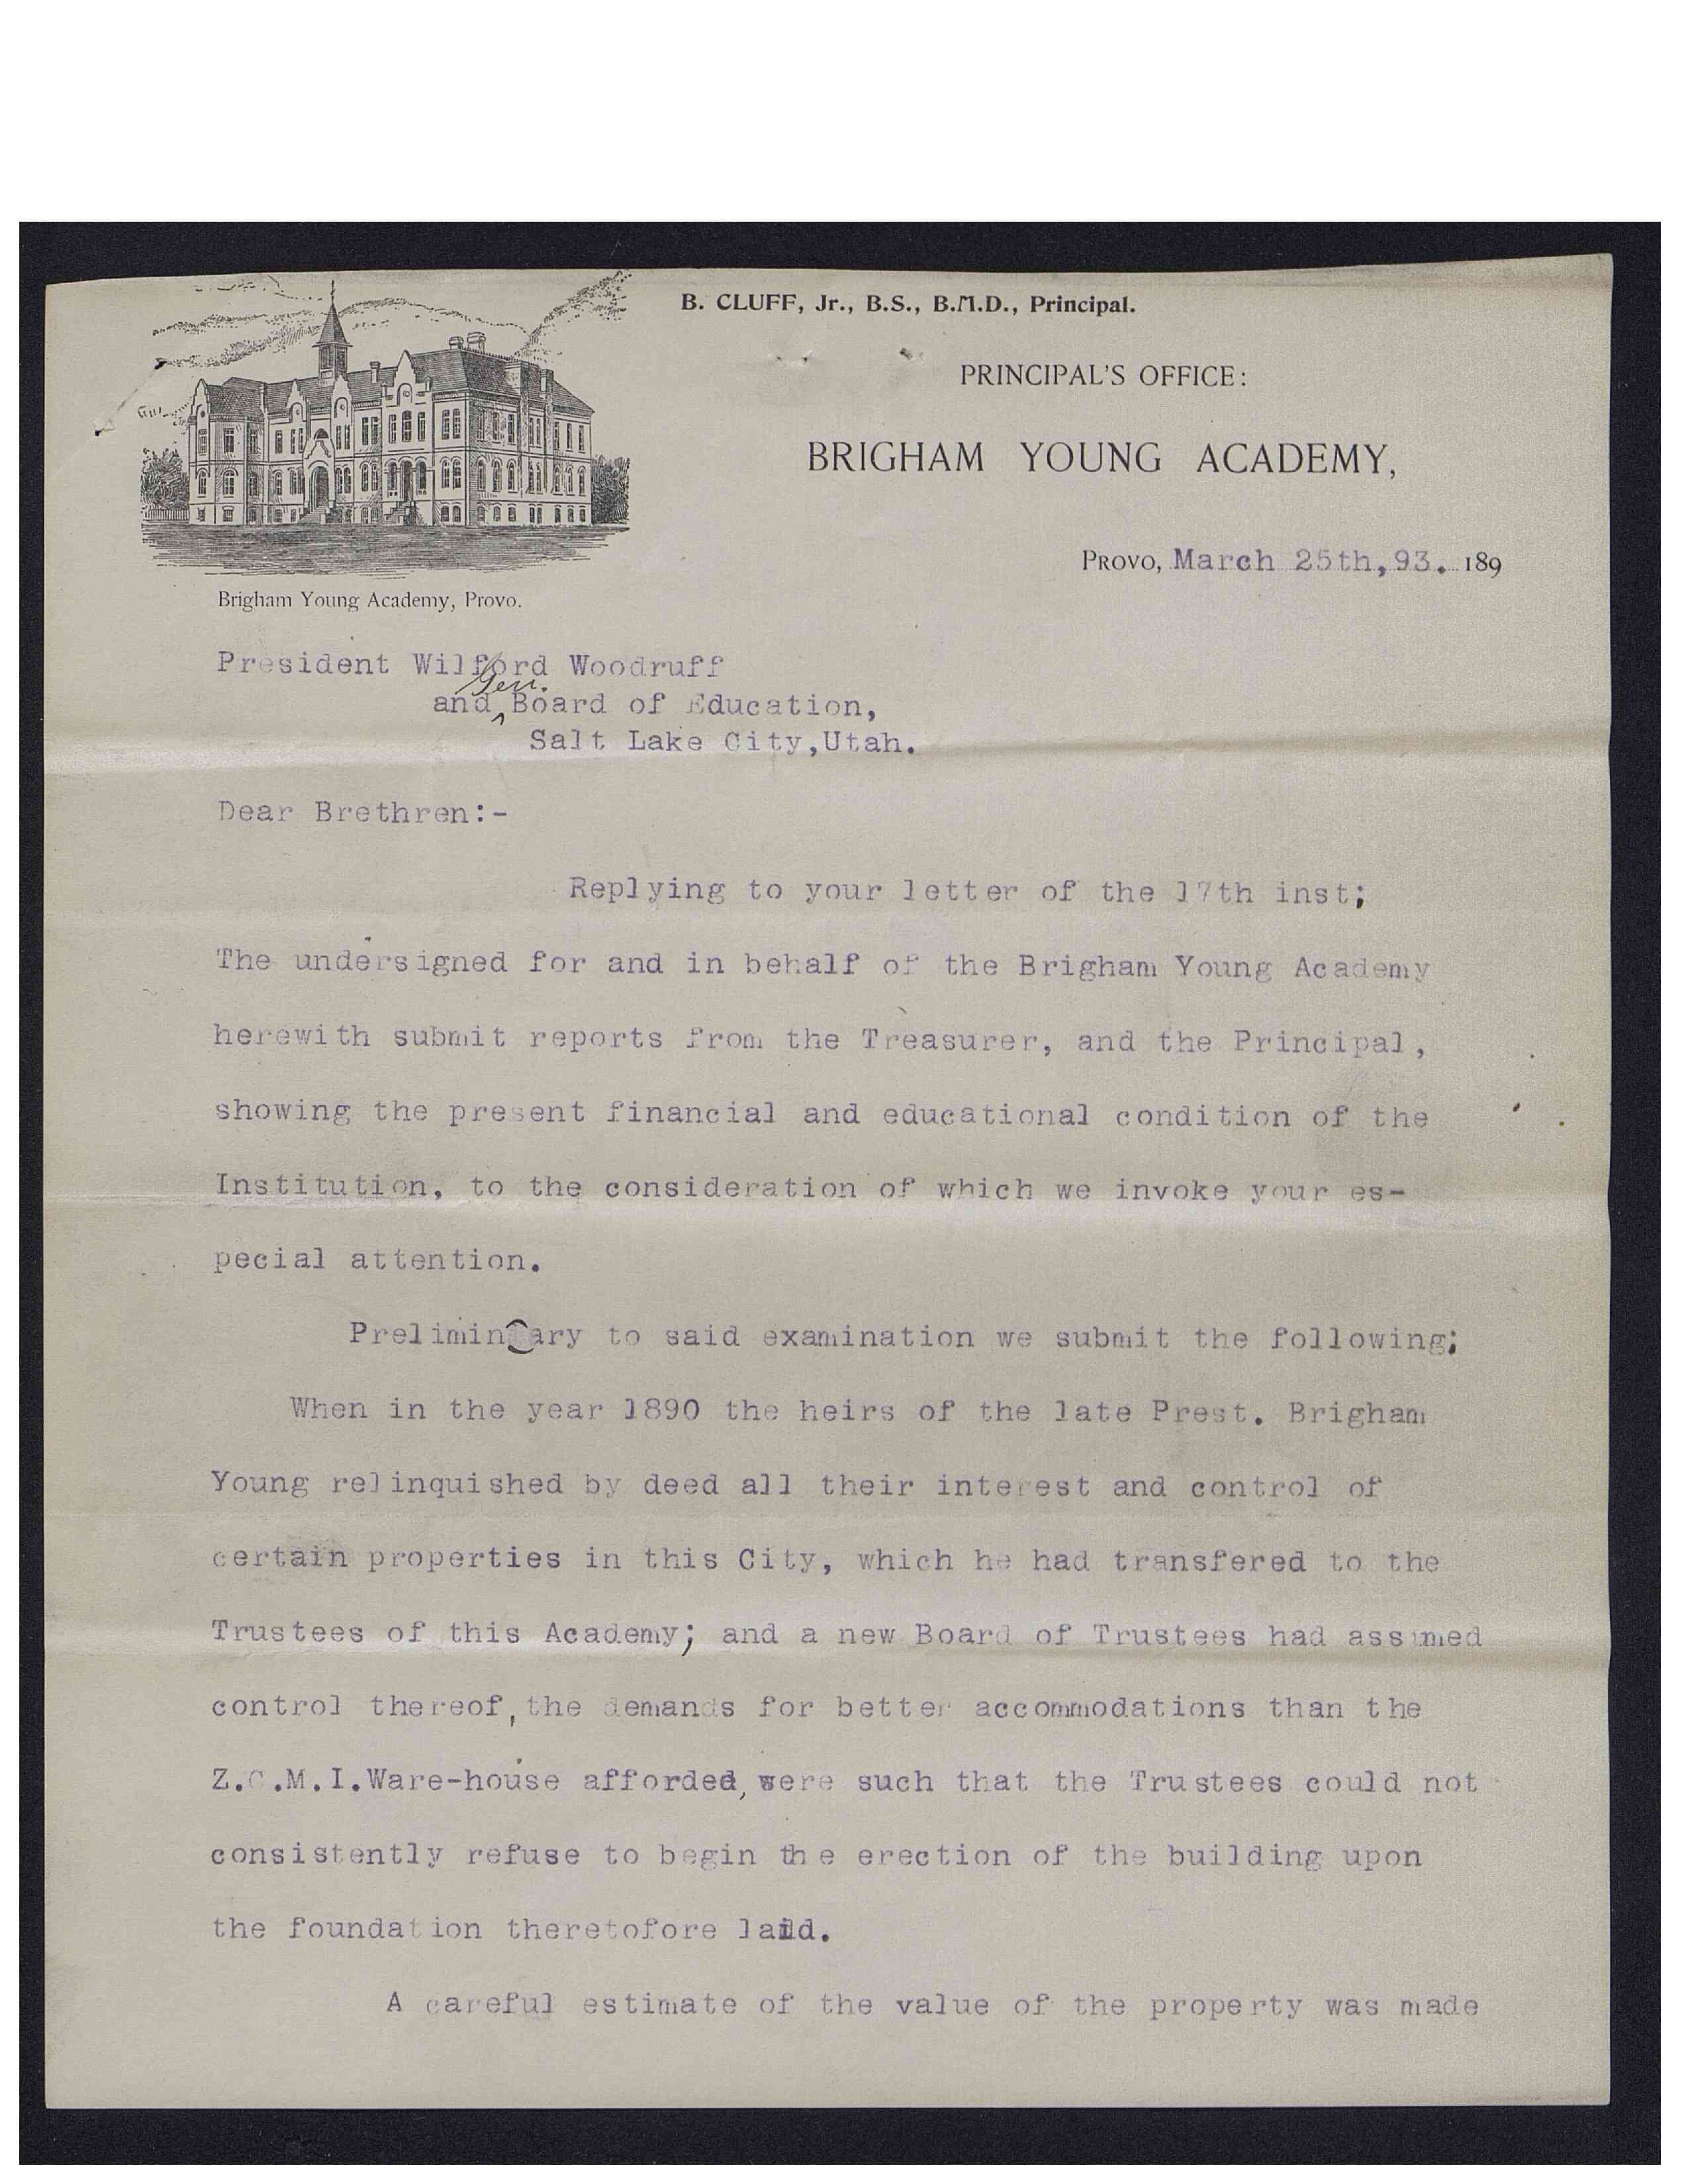 B. CLUFF, Jr., B.S., B.M.D., Principal.
PRINCIPAL'S OFFICE:
BRIGHAM YOUNG ACADEMY,
PROVO, March 25th, 93. 189
Brigham Young Academy, Provo.
President Wilford Woodruff
Gen.
and ^ Board of Education,
Salt Lake City,Utah.
Dear Brethren:-
Replying to your letter of the 17th inst;
The undersigned for and in behalf of the Brigham Young Academy
herewith submit reports from the Treasurer, and the Principal,
showing the present financial and educational condition of the
Institution, to the consideration of which we invoke your es-
pecial attention.
Preliminary to said examination we submit the following;
When in the year 1890 the heirs of the late Prest. Brigham
Young relinquished by deed all their interest and control of
certain properties in this City, which he had transfered to the
Trustees of this Academy; and a new Board of Trustees had assumed
control thereof, the demands for better accommodations than the
Z.C.M.I.Ware-house afforded, were such that the Trustees could not
consistently refuse to begin the erection of the building upon
the foundation theretofore laid.
A careful estimate of the value of the property was made